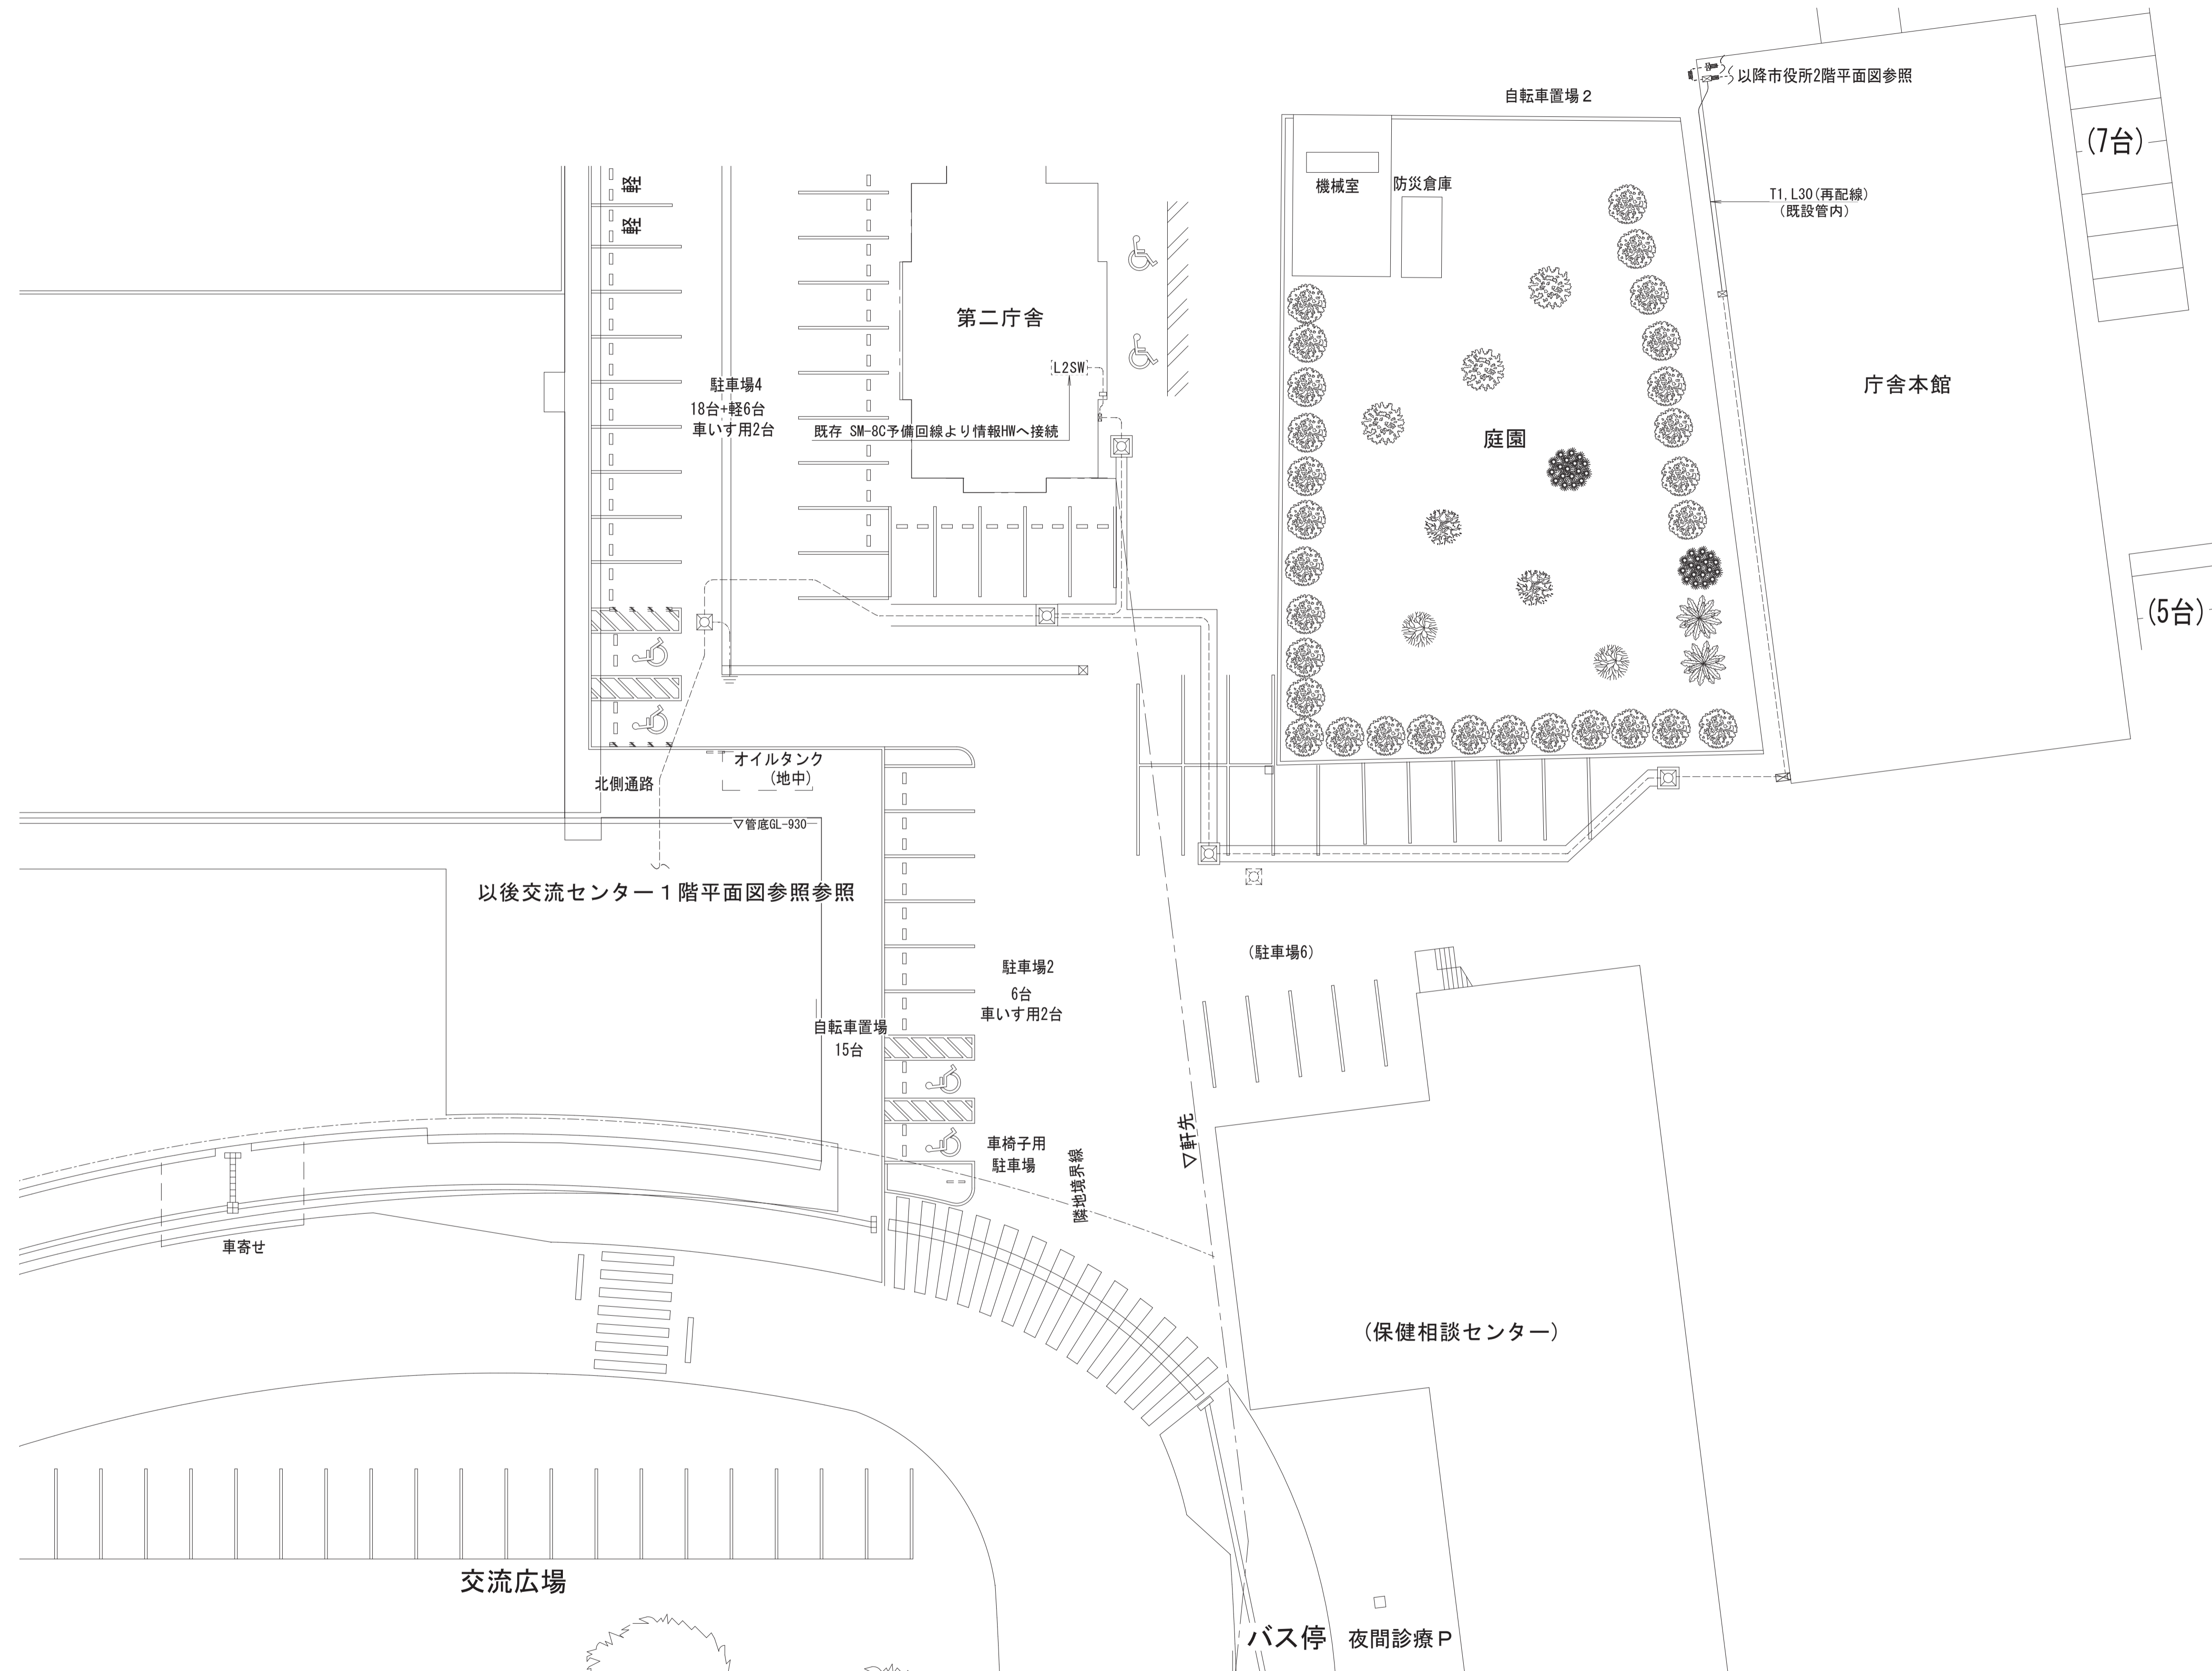 以降市役所2階平面図参照
自転車置場２
(7台)
軽
軽
機械室
防災倉庫
T1,L30(再配線)
(既設管内)
第二庁舎
L2SW
駐車場4
18台+軽6台
車いす用2台
既存 SM-8C予備回線より情報HWへ接続
庁舎本館
庭園
(5台)
オイルタンク
(地中)
北側通路
▽管底GL-930
以後交流センター１階平面図参照参照
(駐車場6)
駐車場2
6台
車いす用2台
自転車置場
15台
車椅子用
駐車場
隣地境界線
▽軒先
車寄せ
(保健相談センター)
交流広場
バス停
夜間診療Ｐ